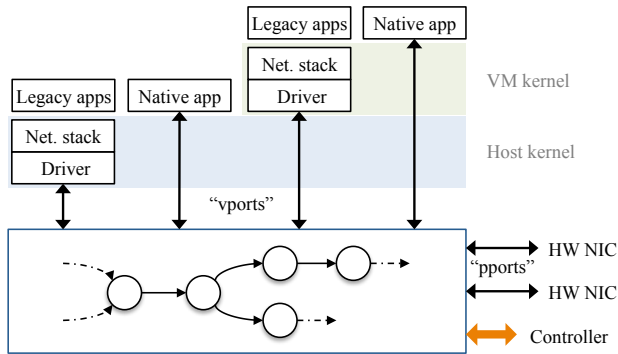 Legacy apps
Native app
Net. stack
Driver
VM kernel
Legacy apps
Native app
Net. stack
Driver
Host kernel
“vports”
HW NIC
“pports”
HW NIC
Controller